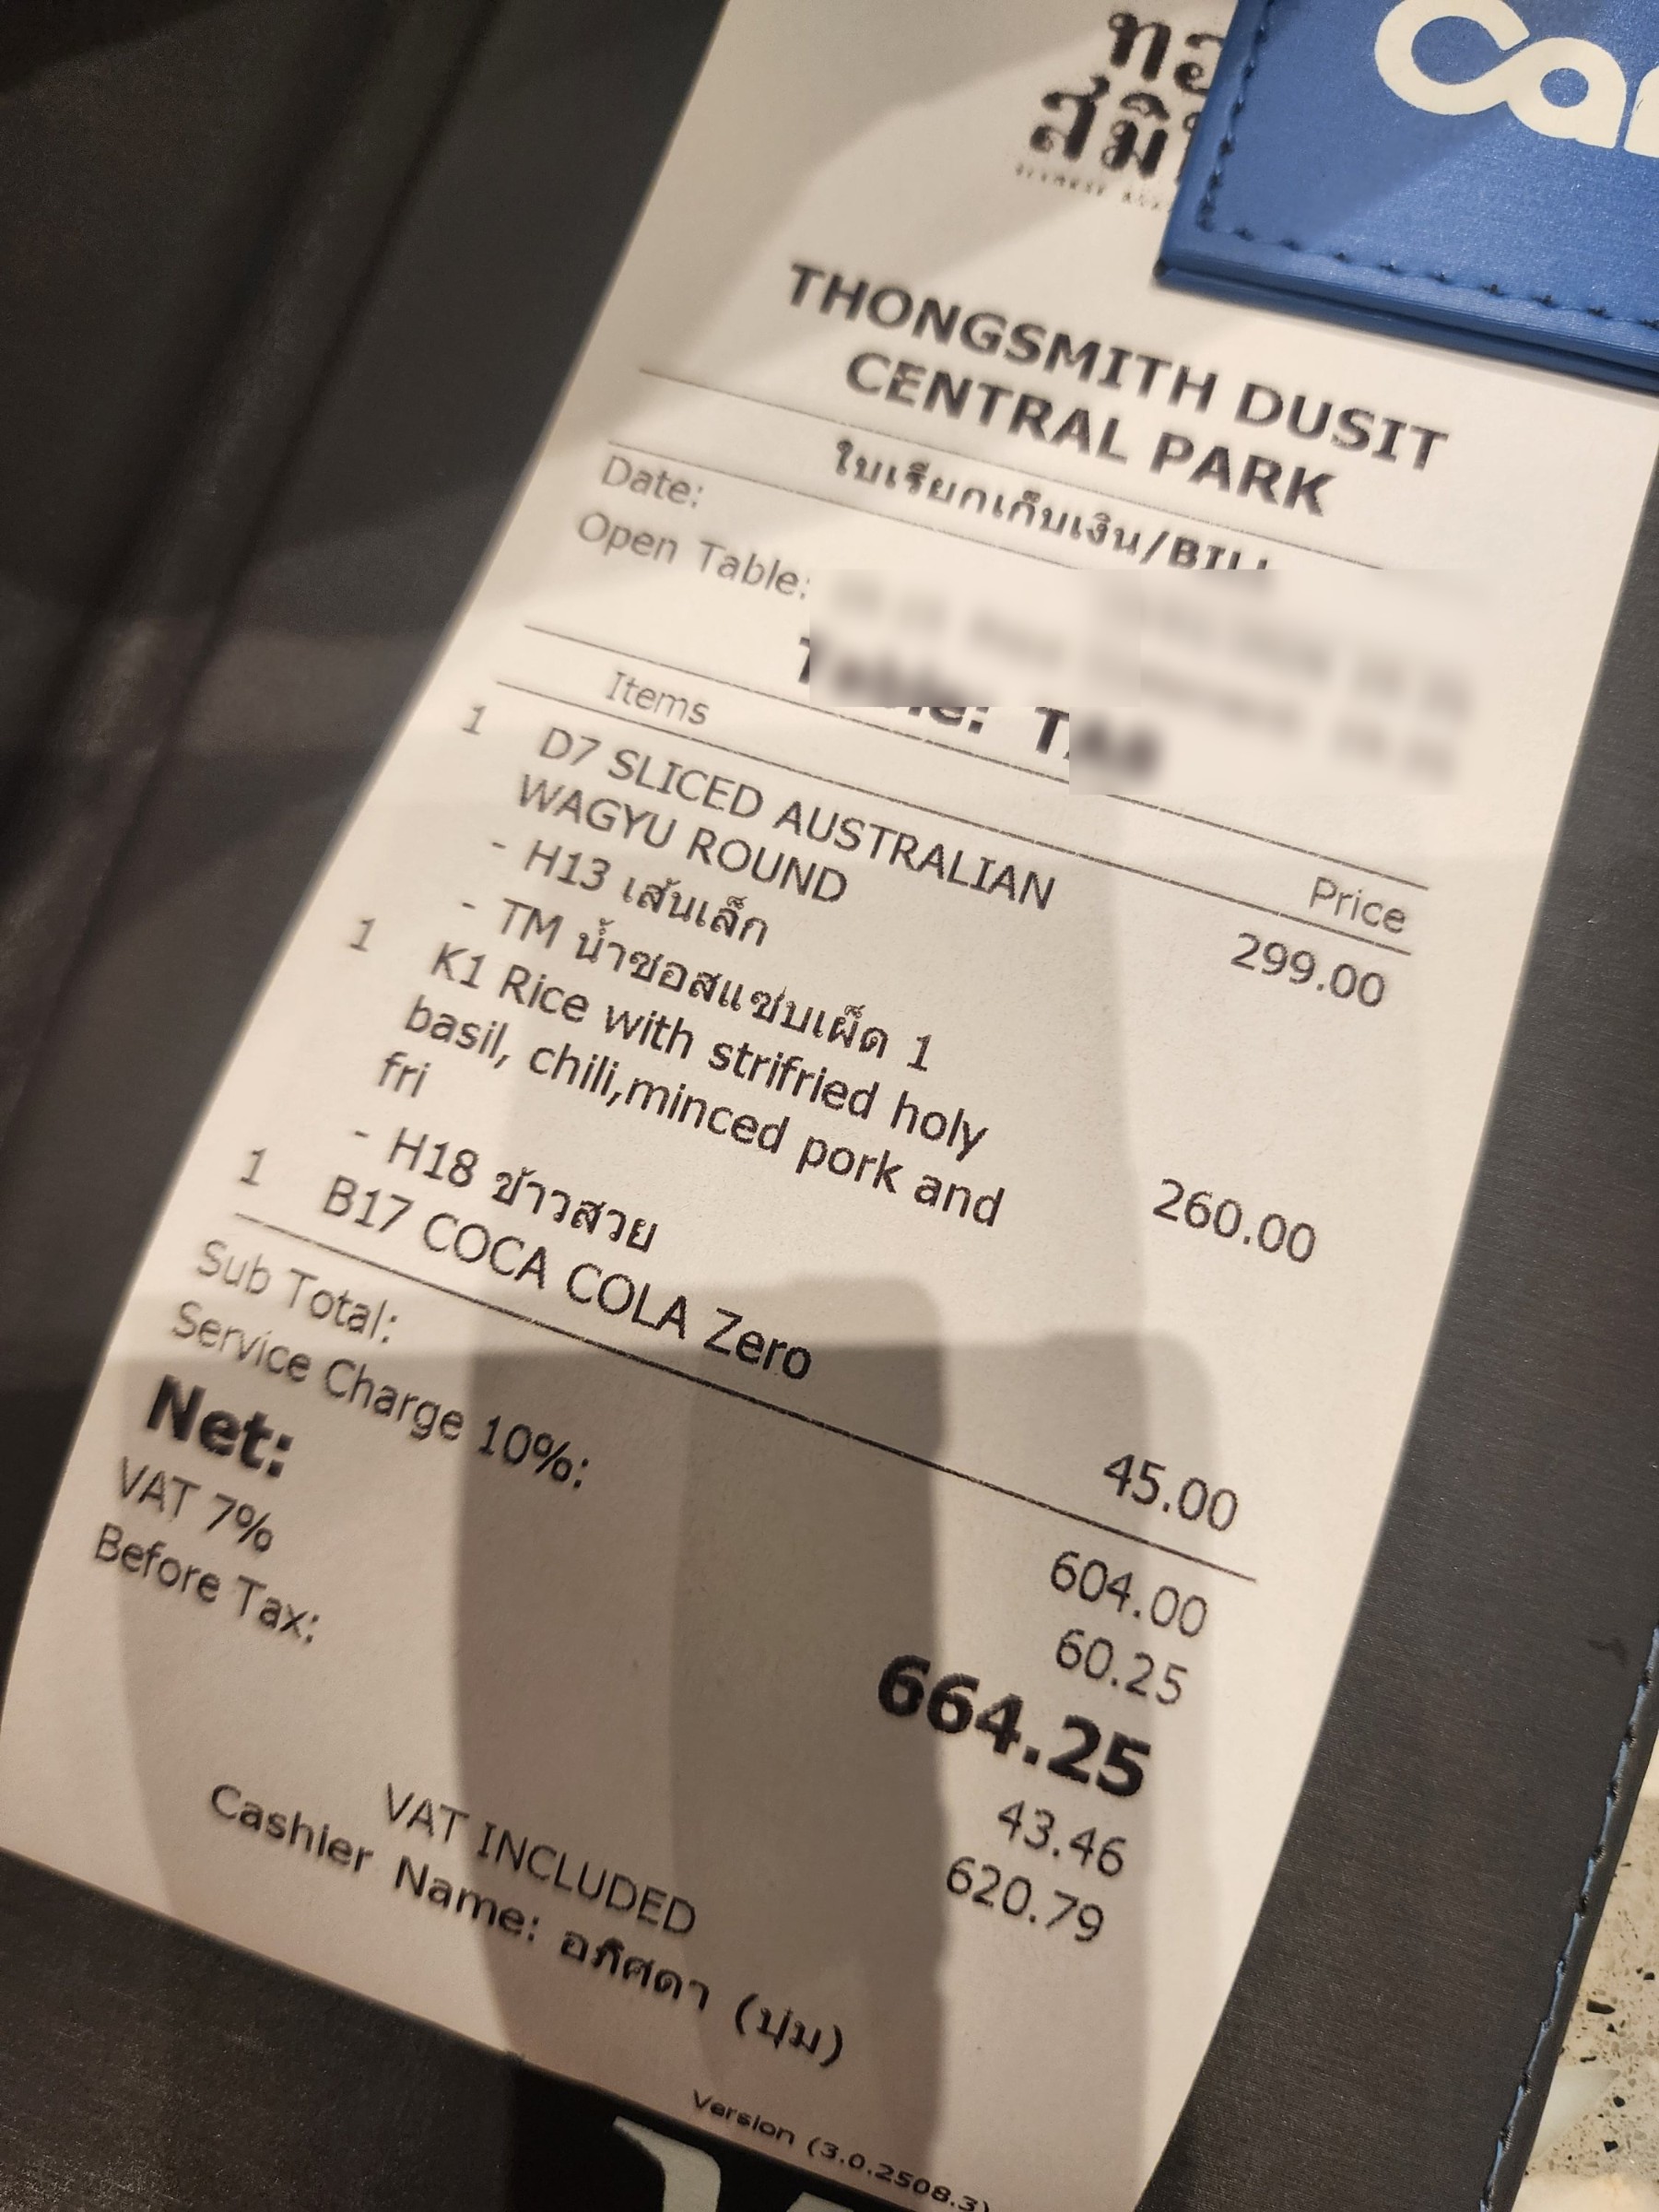 THONGSMITH DUSIT
CENTRAL PARK
ใบเรียกเก็บเงิน/BILL
Date:
Open Table:
Table:
Items Price
1 D7 SLICED AUSTRALIAN 299.00
WAGYU ROUND
- H13 เส้นเล็ก
- TM น้ำซอสแซ่บเผ็ด 1
1 K1 Rice with strifried holy 260.00
basil, chili,minced pork and
fri
- H18 ข้าวสวย
1 B17 COCA COLA Zero 45.00
Sub Total: 604.00
Service Charge 10%: 60.25
Net: 664.25
VAT 7% 43.46
Before Tax: 620.79
VAT INCLUDED
Cashier Name: อภิศดา (ปุ่ม)
Version (3.0.2508.3)